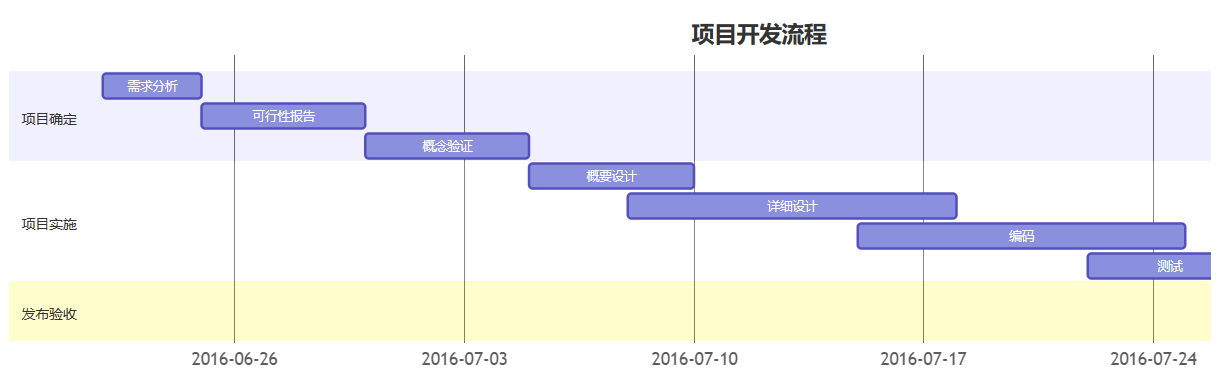 项目开发流程
需求分析
可行性报告
项目确定
概念验证
概要设计
详细设计
项目实施
编码
测试
发布验收
2016-06-26 2016-07-03 2016-07-10 2016-07-17 2016-07-24